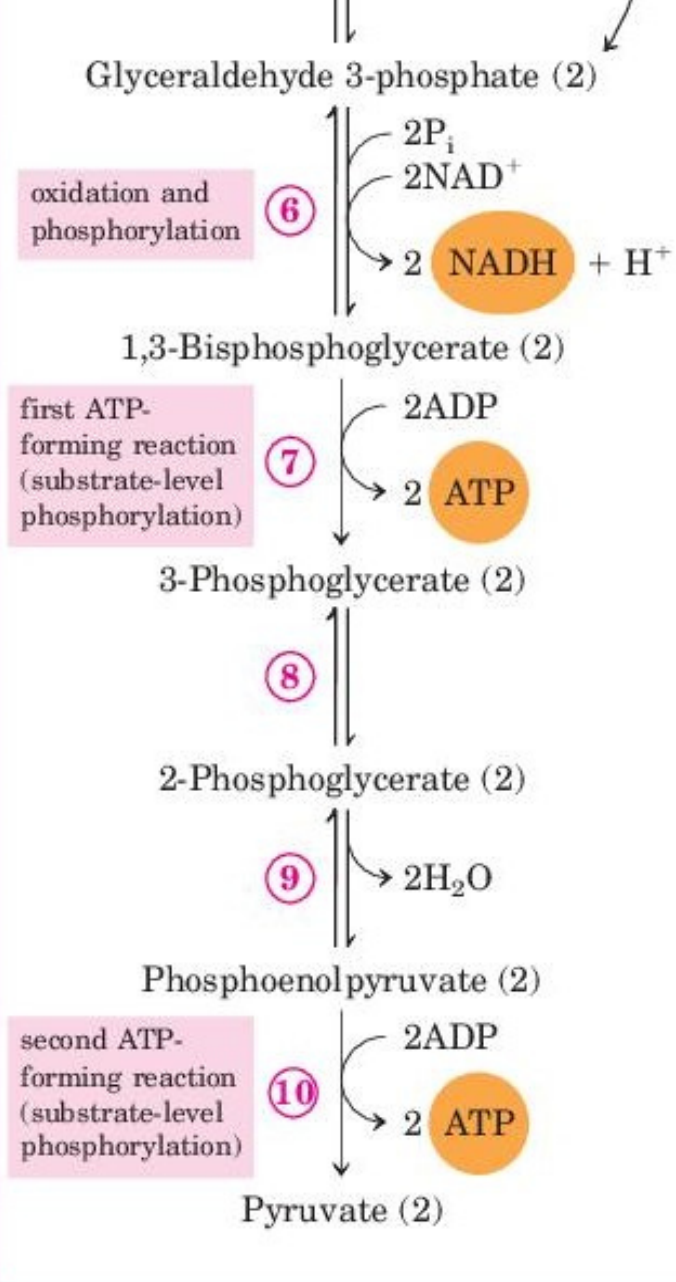 Glyceraldehyde 3-phosphate (2)
2Pᵢ
2NAD⁺
oxidation and
phosphorylation
6
2 NADH + H⁺
1,3-Bisphosphoglycerate (2)
first ATP-
forming reaction
(substrate-level
phosphorylation)
7
2ADP
2 ATP
3-Phosphoglycerate (2)
8
2-Phosphoglycerate (2)
9
2H₂O
Phosphoenolpyruvate (2)
second ATP-
forming reaction
(substrate-level
phosphorylation)
10
2ADP
2 ATP
Pyruvate (2)